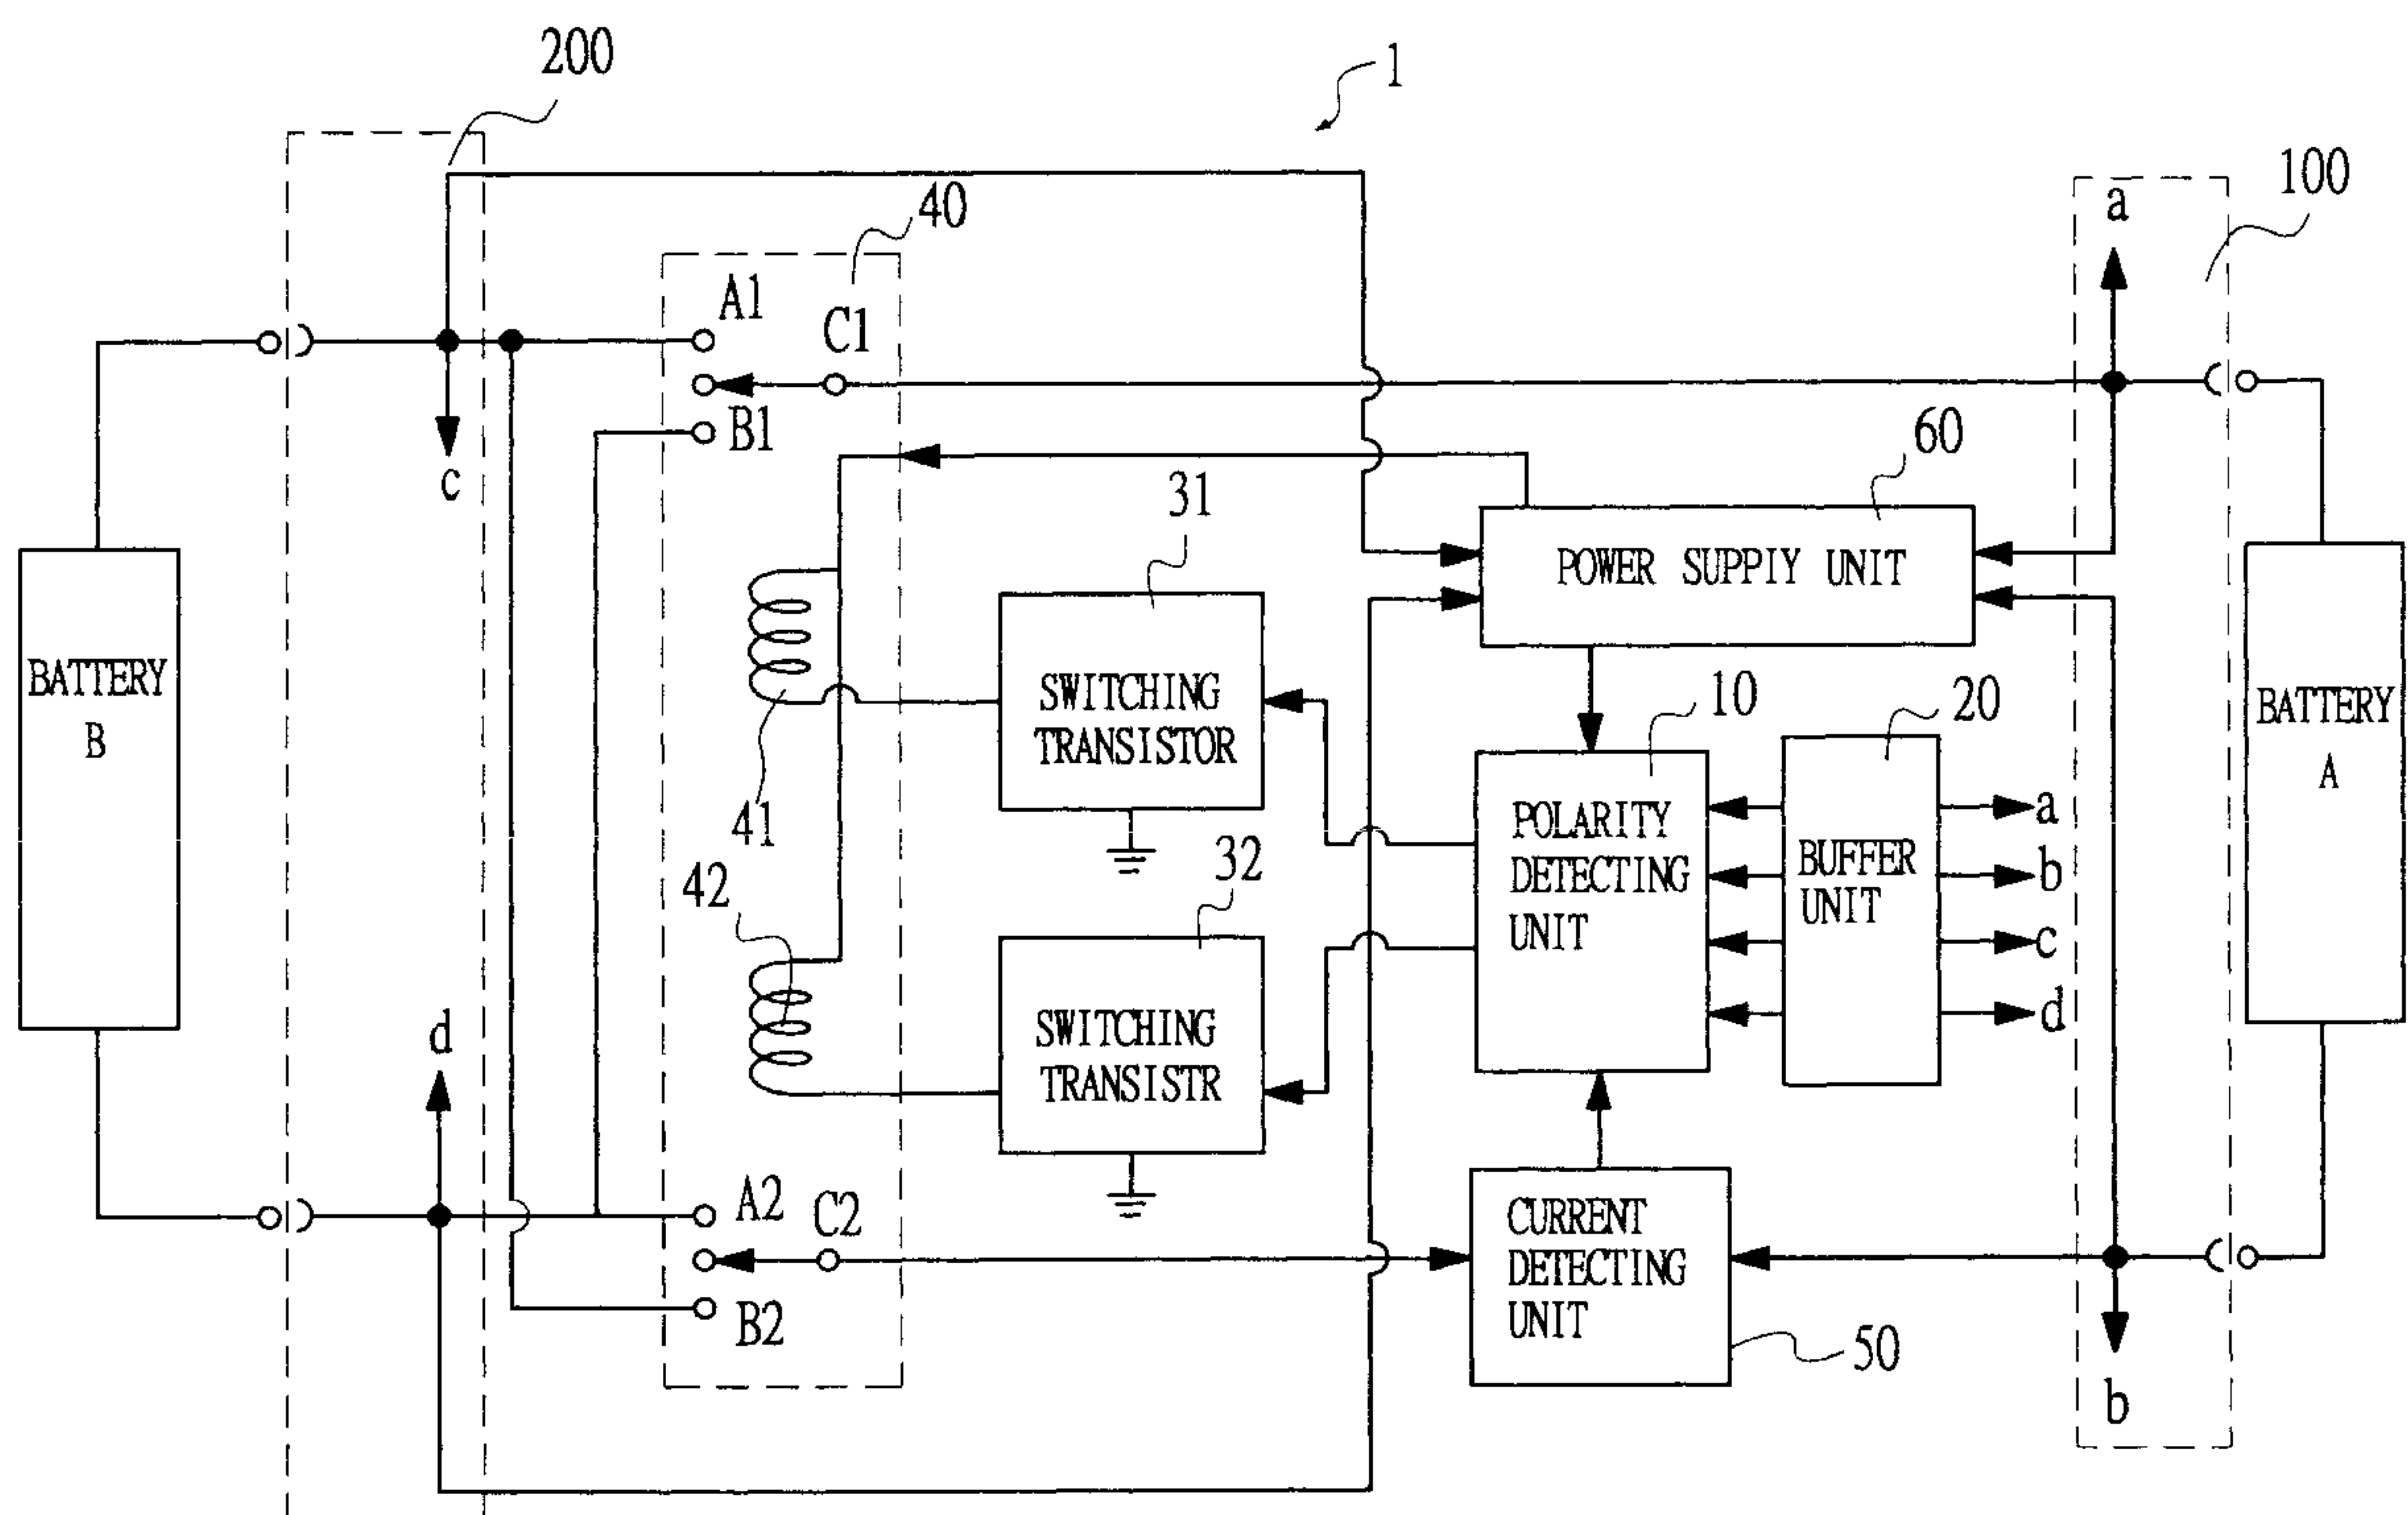 200
1
100
a
40
A1
C1
B1
c
60
31
POWER SUPPIY UNIT
BATTERY
B
SWITCHING
TRANSISTOR
10
20
BATTERY
A
41
POLARITY
DETECTING
UNIT
BUFFER
UNIT
a
b
c
d
42
32
d
SWITCHING
TRANSISTR
A2
C2
B2
CURRENT
DETECTING
UNIT
50
b